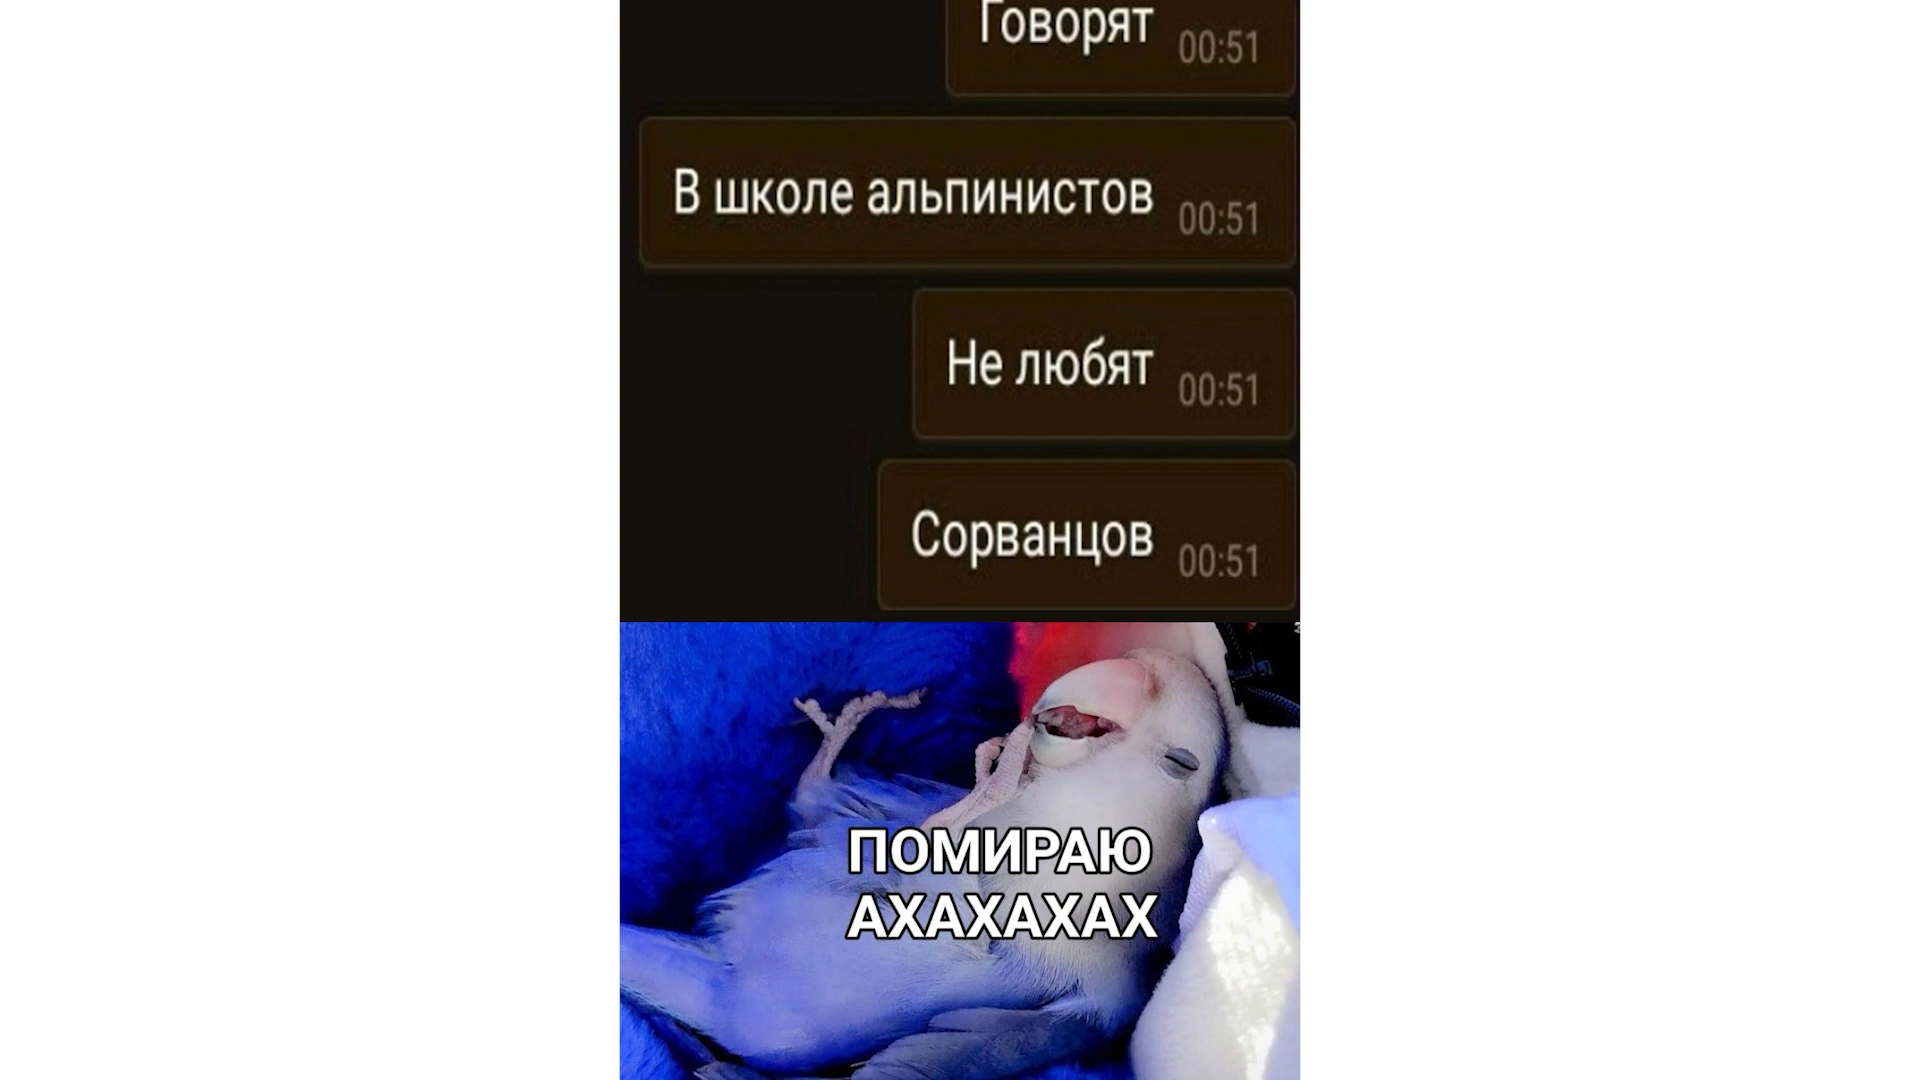 Говорят 00:51
В школе альпинистов 00:51
Не любят 00:51
Сорванцов 00:51
ПОМИРАЮ
АХАХАХАХ